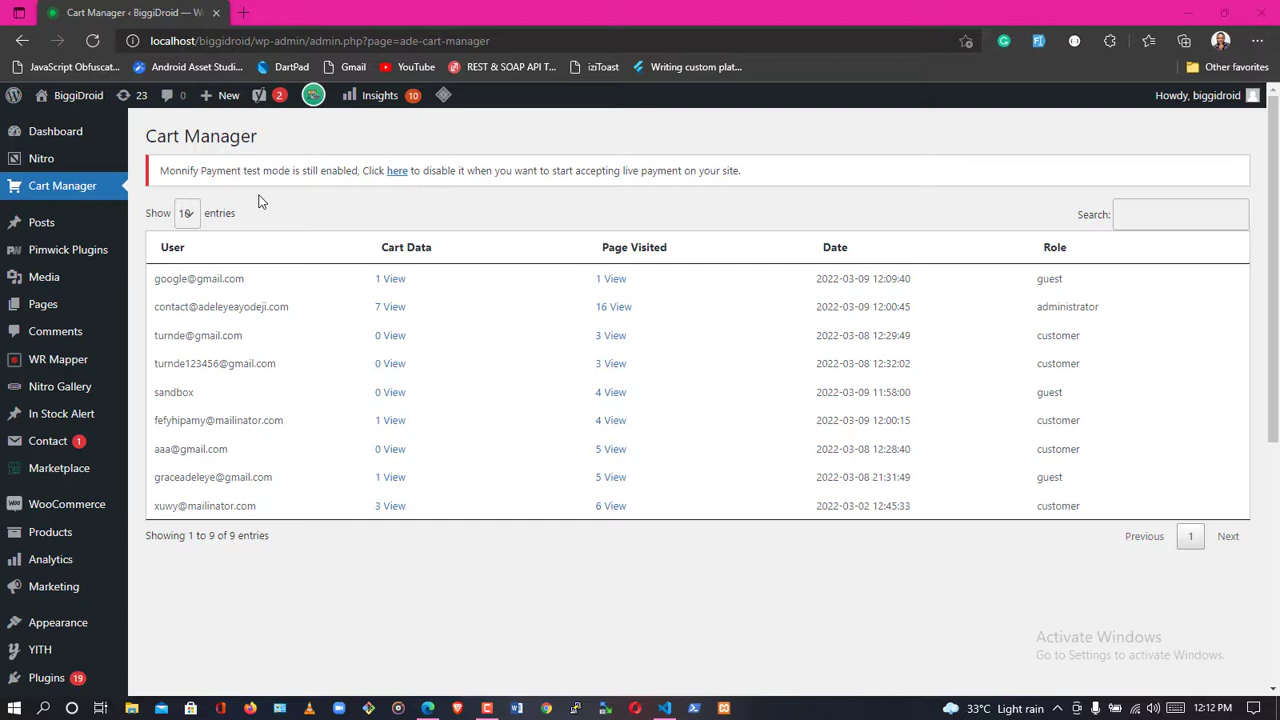 Cart Manager ‹ BiggiDroid — Wo
localhost/biggidroid/wp-admin/admin.php?page=ade-cart-manager
JavaScript Obfuscat... Android Asset Studi... DartPad Gmail YouTube REST & SOAP API T... iziToast Writing custom plat... Other favorites
BiggiDroid 23 0 New 2 Insights 10 Howdy, biggidroid
Dashboard
Nitro
Cart Manager
Posts
Pimwick Plugins
Media
Pages
Comments
WR Mapper
Nitro Gallery
In Stock Alert
Contact 1
Marketplace
WooCommerce
Products
Analytics
Marketing
Appearance
YITH
Plugins 19
Cart Manager
Monnify Payment test mode is still enabled, Click here to disable it when you want to start accepting live payment on your site.
Show 10 entries Search:
User Cart Data Page Visited Date Role
google@gmail.com 1 View 1 View 2022-03-09 12:09:40 guest
contact@adeleyeayodeji.com 7 View 16 View 2022-03-09 12:00:45 administrator
turnde@gmail.com 0 View 3 View 2022-03-08 12:29:49 customer
turnde123456@gmail.com 0 View 3 View 2022-03-08 12:32:02 customer
sandbox 0 View 4 View 2022-03-09 11:58:00 guest
fefyhipamy@mailinator.com 1 View 4 View 2022-03-09 12:00:15 customer
aaa@gmail.com 0 View 5 View 2022-03-08 12:28:40 customer
graceadeleye@gmail.com 1 View 5 View 2022-03-08 21:31:49 guest
xuwy@mailinator.com 3 View 6 View 2022-03-02 12:45:33 customer
Showing 1 to 9 of 9 entries Previous 1 Next
Activate Windows
Go to Settings to activate Windows.
33°C Light rain 12:12 PM